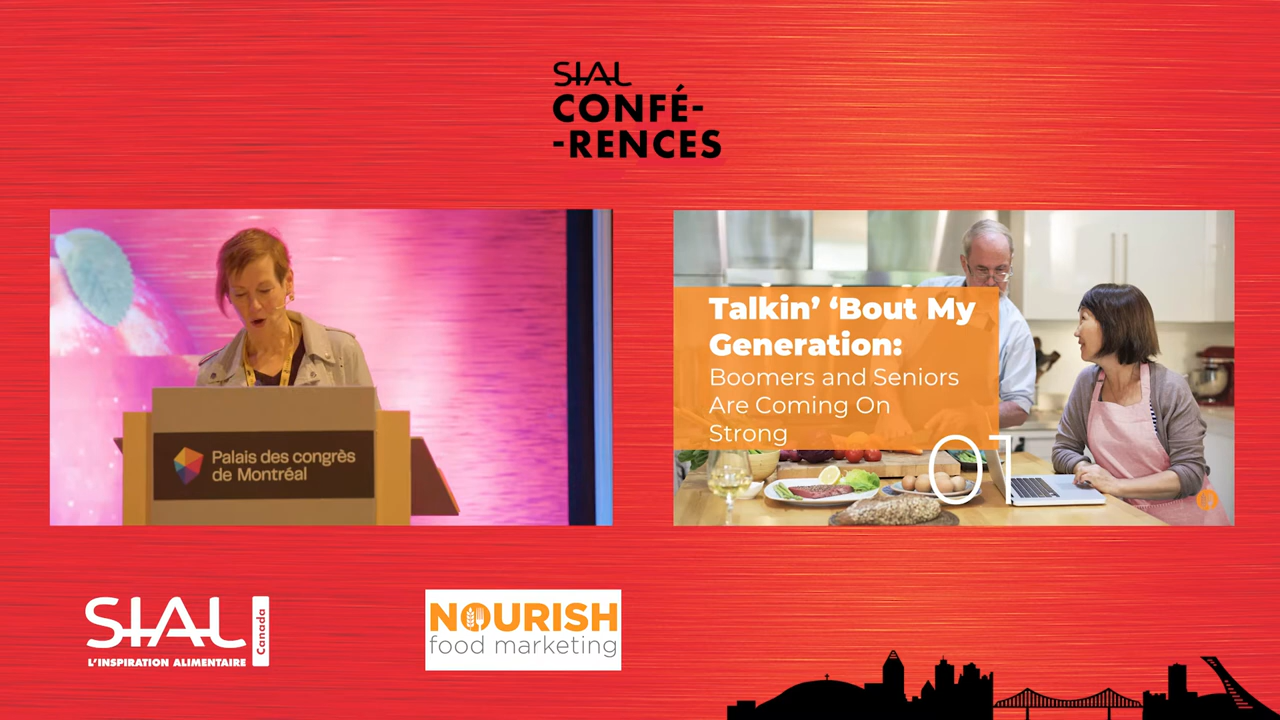 SIAL
CONFÉ-
-RENCES
Palais des congrès
de Montréal
Talkin’ ‘Bout My
Generation:
Boomers and Seniors
Are Coming On
Strong
01
SIAL
Canada
L'INSPIRATION ALIMENTAIRE
NOURISH
food marketing